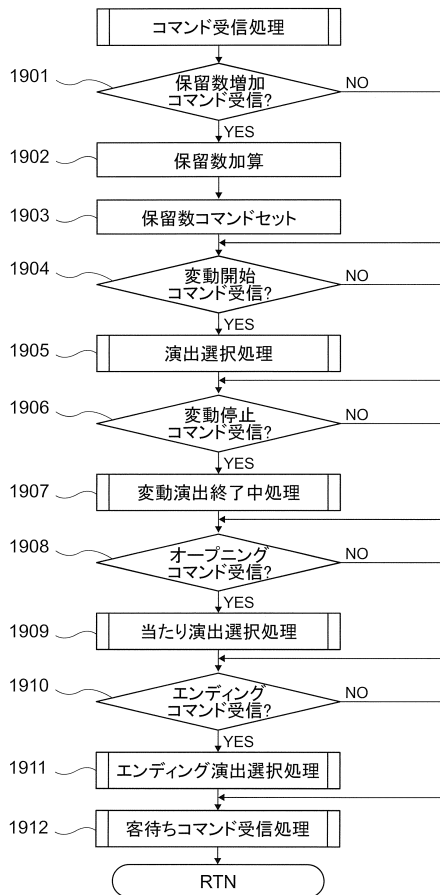 コマンド受信処理
1901
保留数増加
コマンド受信?
NO
YES
1902
保留数加算
1903
保留数コマンドセット
1904
変動開始
コマンド受信?
NO
YES
1905
演出選択処理
1906
変動停止
コマンド受信?
NO
YES
1907
変動演出終了中処理
1908
オープニング
コマンド受信?
NO
YES
1909
当たり演出選択処理
1910
エンディング
コマンド受信?
NO
YES
1911
エンディング演出選択処理
1912
客待ちコマンド受信処理
RTN